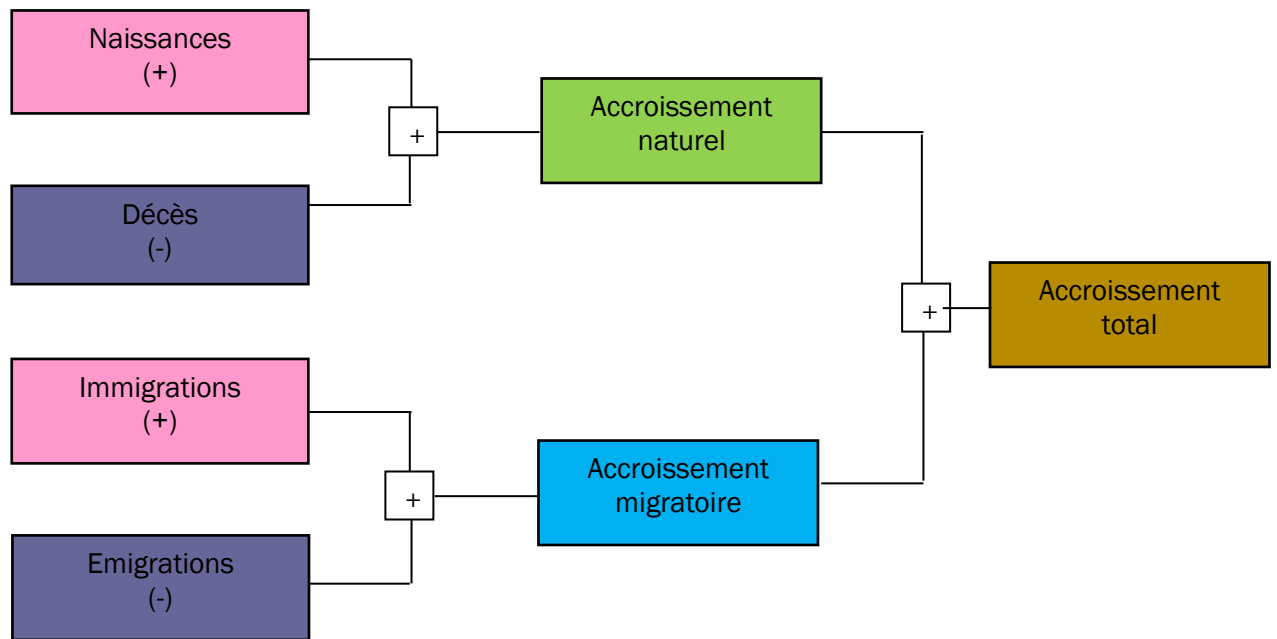 Naissances
(+)
+
Accroissement
naturel
Décès
(-)
+
Accroissement
total
Immigrations
(+)
+
Accroissement
migratoire
Emigrations
(-)